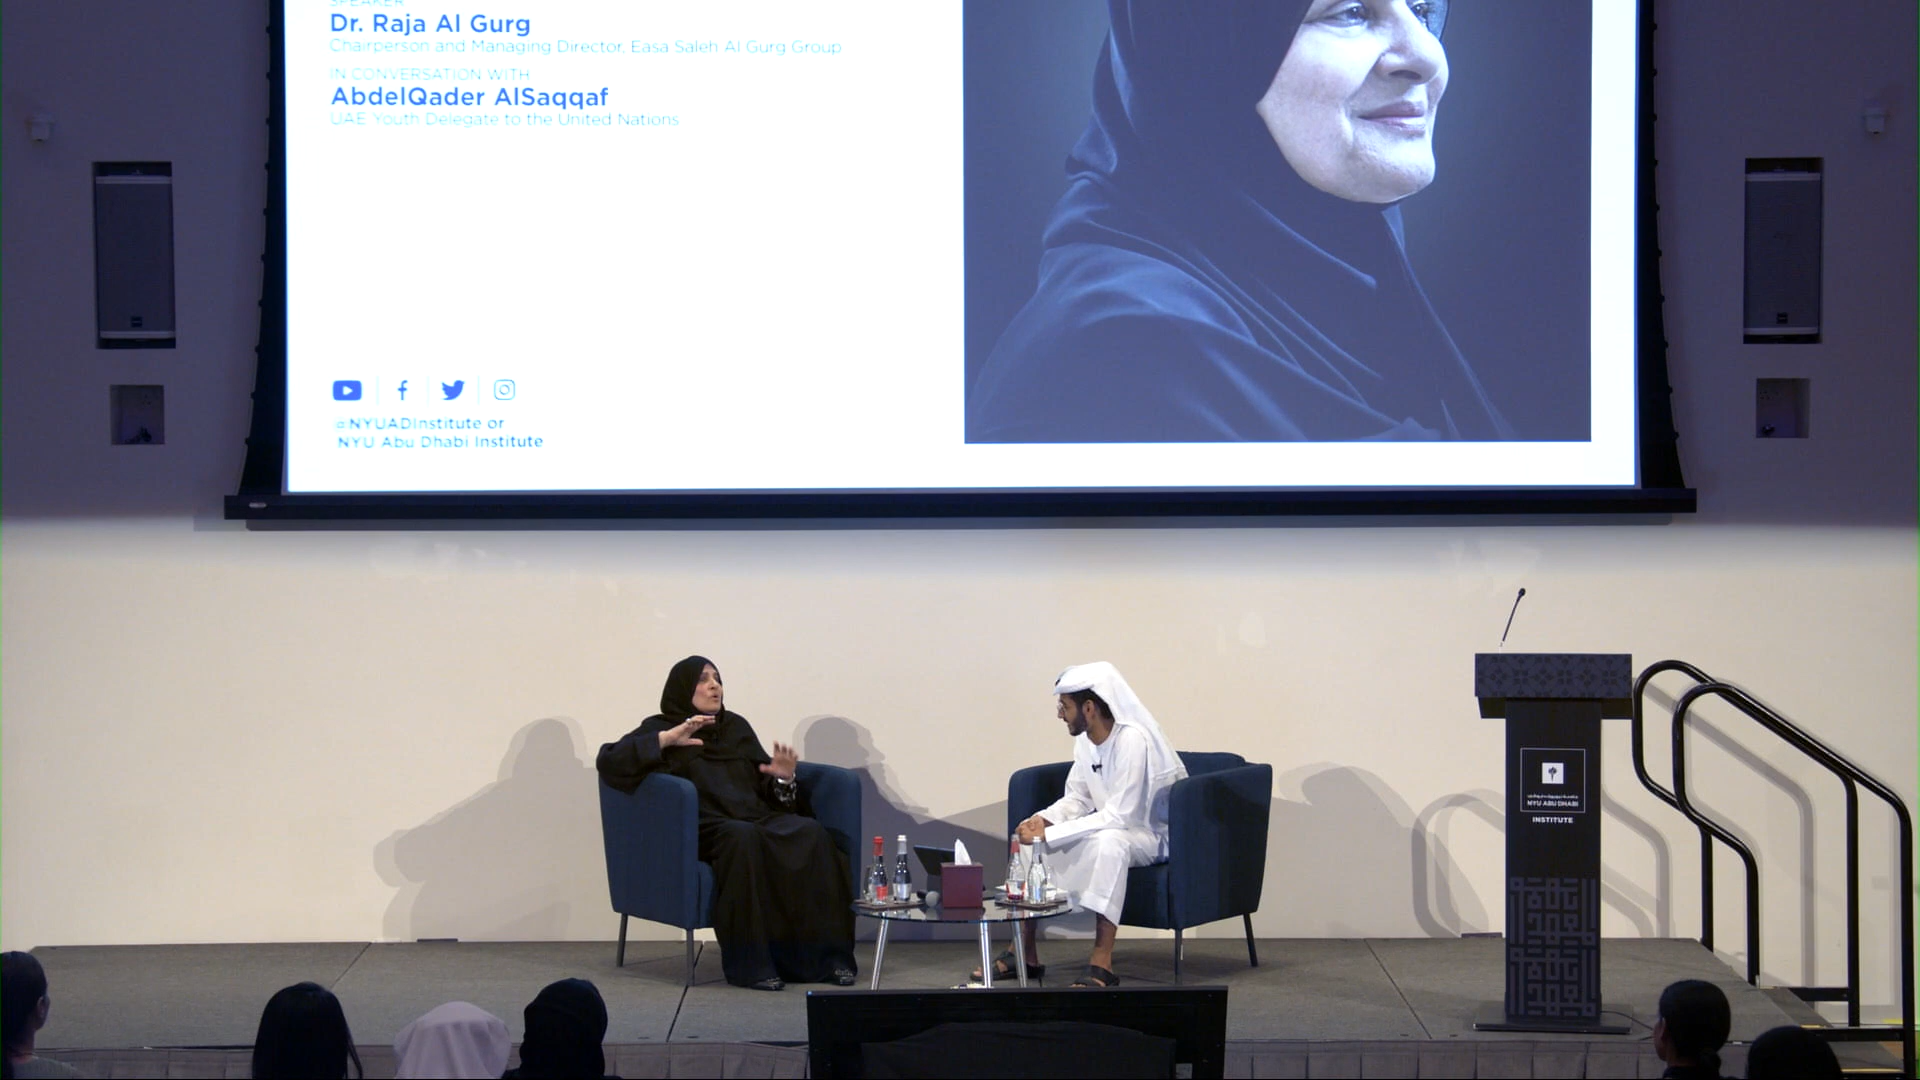 SPEAKER
Dr. Raja Al Gurg
Chairperson and Managing Director, Easa Saleh Al Gurg Group
IN CONVERSATION WITH
AbdelQader AlSaqqaf
UAE Youth Delegate to the United Nations
@NYUADInstitute or
NYU Abu Dhabi Institute
NYU ABU DHABI
INSTITUTE